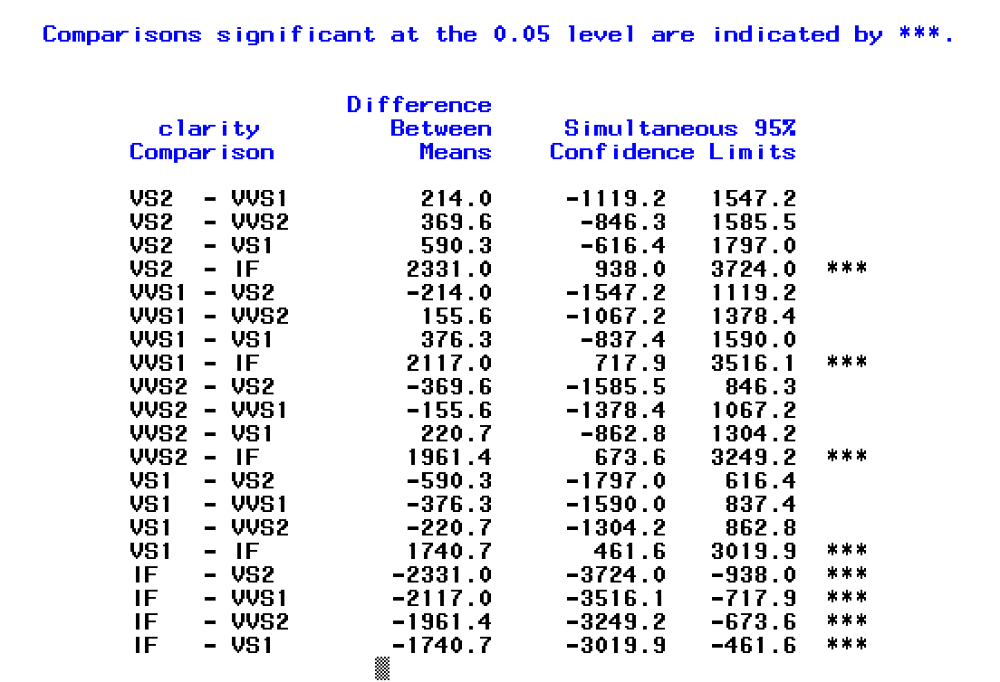 Comparisons significant at the 0.05 level are indicated by ***.
Difference
clarity Between Simultaneous 95%
Comparison Means Confidence Limits
VS2 - VVS1 214.0 -1119.2 1547.2
VS2 - VVS2 369.6 -846.3 1585.5
VS2 - VS1 590.3 -616.4 1797.0
VS2 - IF 2331.0 938.0 3724.0 ***
VVS1 - VS2 -214.0 -1547.2 1119.2
VVS1 - VVS2 155.6 -1067.2 1378.4
VVS1 - VS1 376.3 -837.4 1590.0
VVS1 - IF 2117.0 717.9 3516.1 ***
VVS2 - VS2 -369.6 -1585.5 846.3
VVS2 - VVS1 -155.6 -1378.4 1067.2
VVS2 - VS1 220.7 -862.8 1304.2
VVS2 - IF 1961.4 673.6 3249.2 ***
VS1 - VS2 -590.3 -1797.0 616.4
VS1 - VVS1 -376.3 -1590.0 837.4
VS1 - VVS2 -220.7 -1304.2 862.8
VS1 - IF 1740.7 461.6 3019.9 ***
IF - VS2 -2331.0 -3724.0 -938.0 ***
IF - VVS1 -2117.0 -3516.1 -717.9 ***
IF - VVS2 -1961.4 -3249.2 -673.6 ***
IF - VS1 -1740.7 -3019.9 -461.6 ***